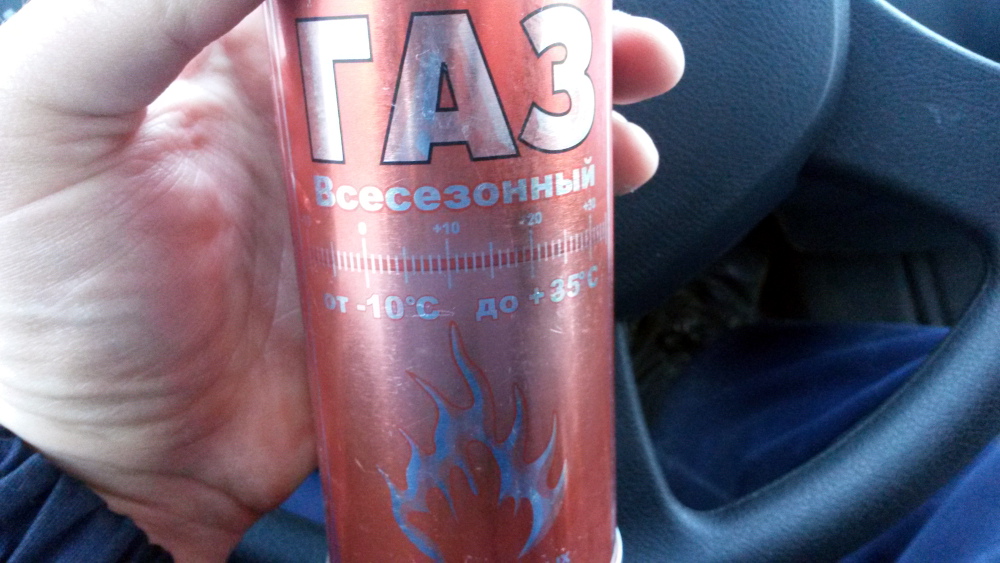 ГАЗ
Всесезонный
0 +10 +20 +30
от -10°C до +35°C